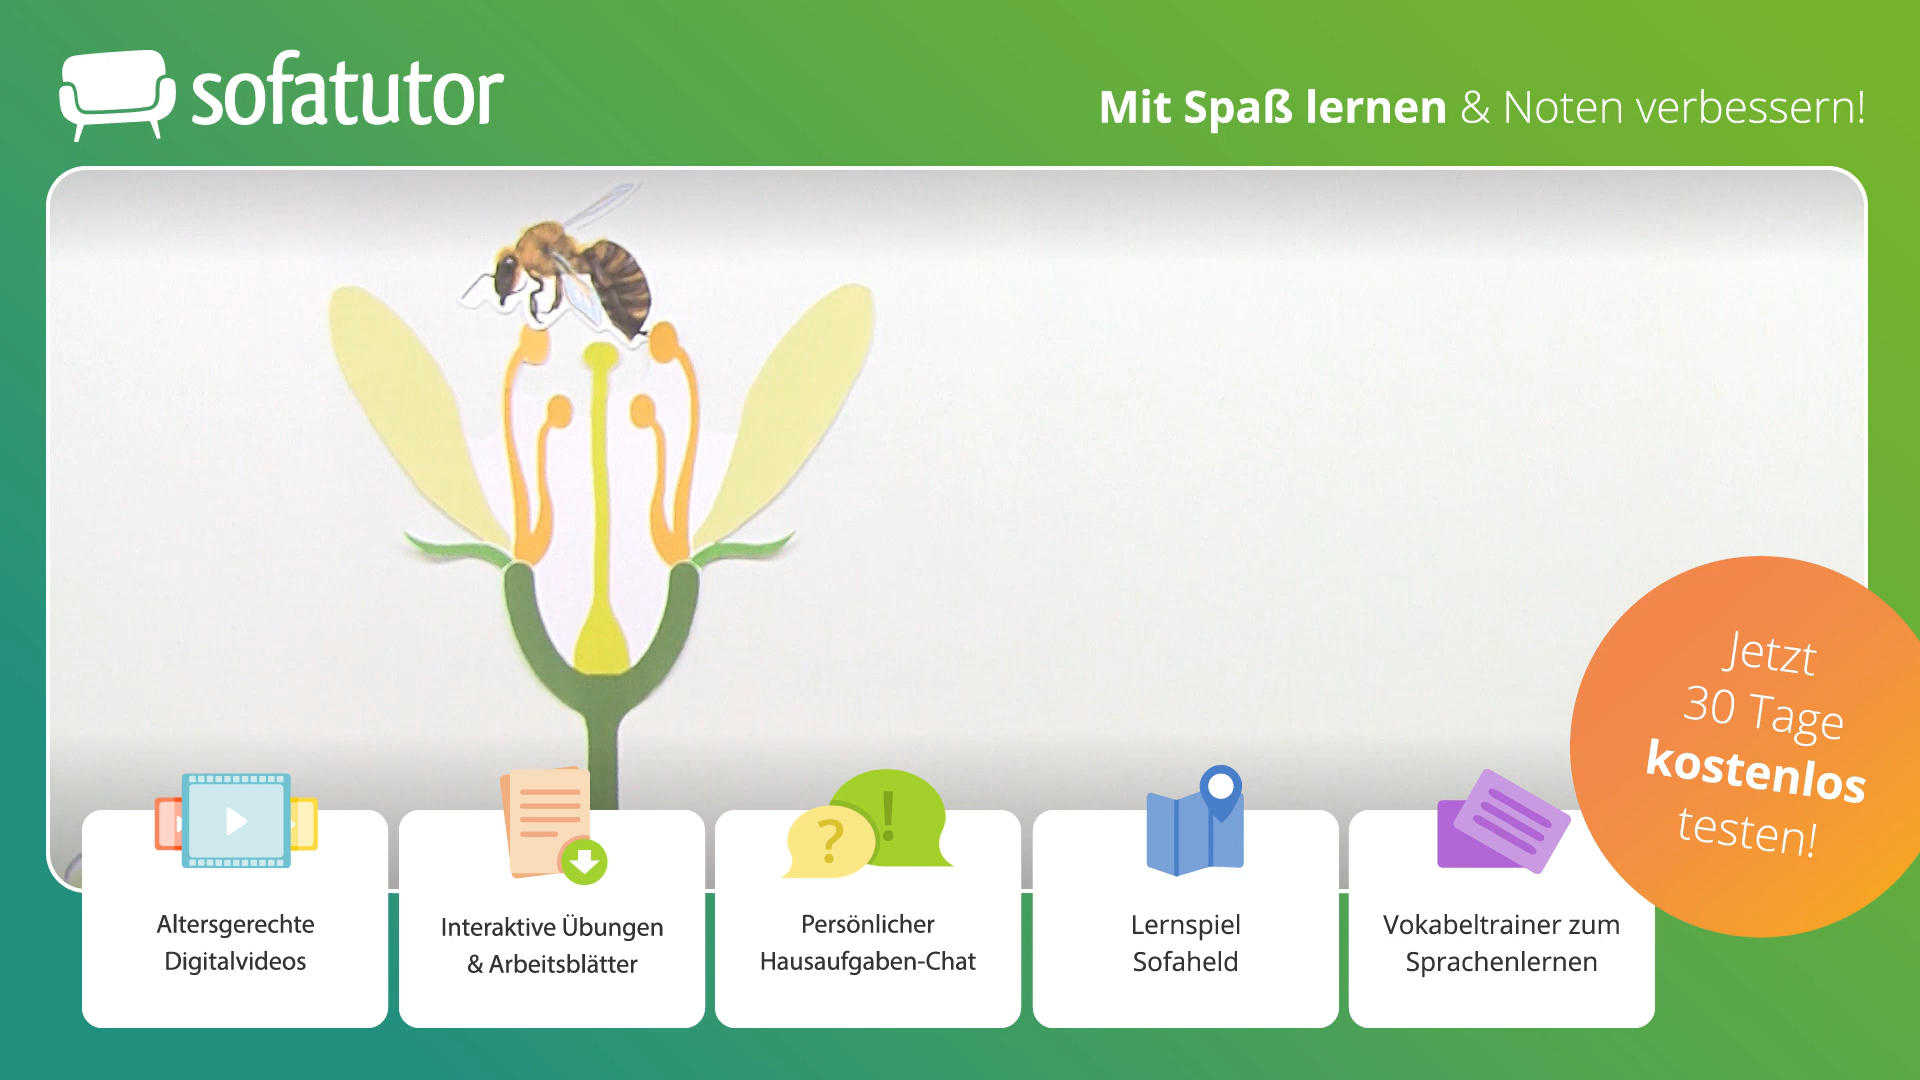 sofatutor
Mit Spaß lernen & Noten verbessern!
Jetzt
30 Tage
kostenlos
testen!
?
!
Altersgerechte
Digitalvideos
Interaktive Übungen
& Arbeitsblätter
Persönlicher
Hausaufgaben-Chat
Lernspiel
Sofaheld
Vokabeltrainer zum
Sprachenlernen